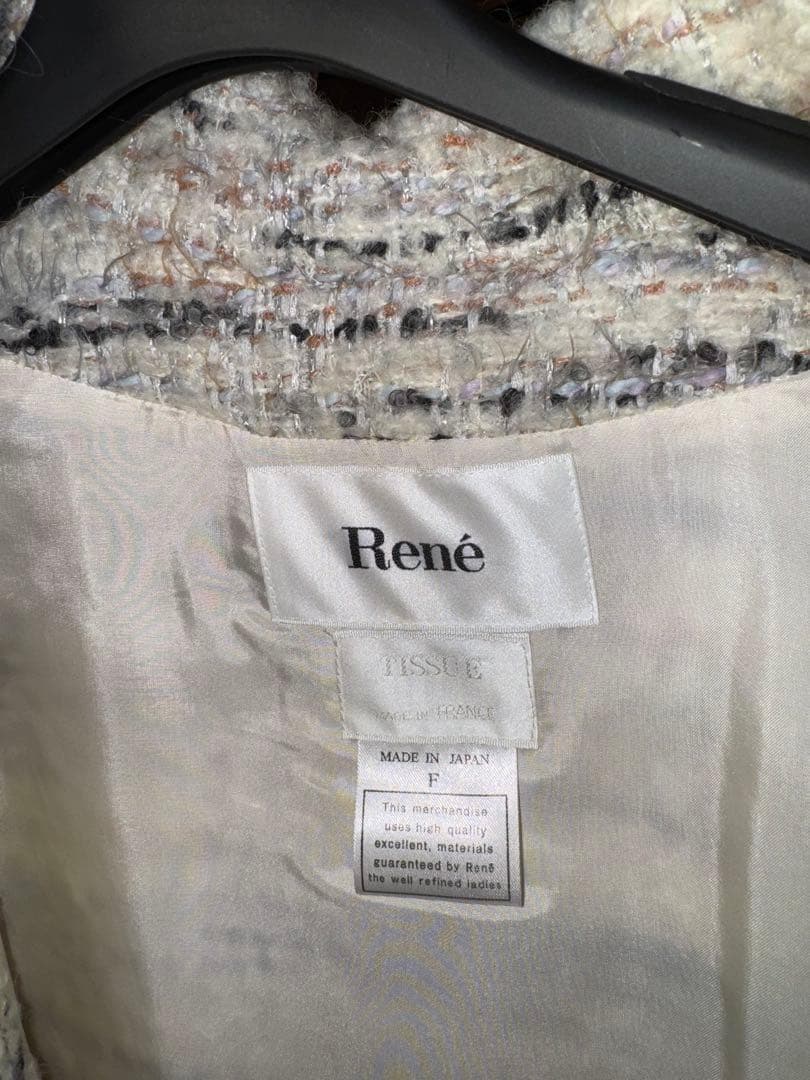 René
TISSUE
MADE IN FRANCE
MADE IN JAPAN
F
This merchandise
uses high quality
excellent, materials
guaranteed by René
the well refined ladies